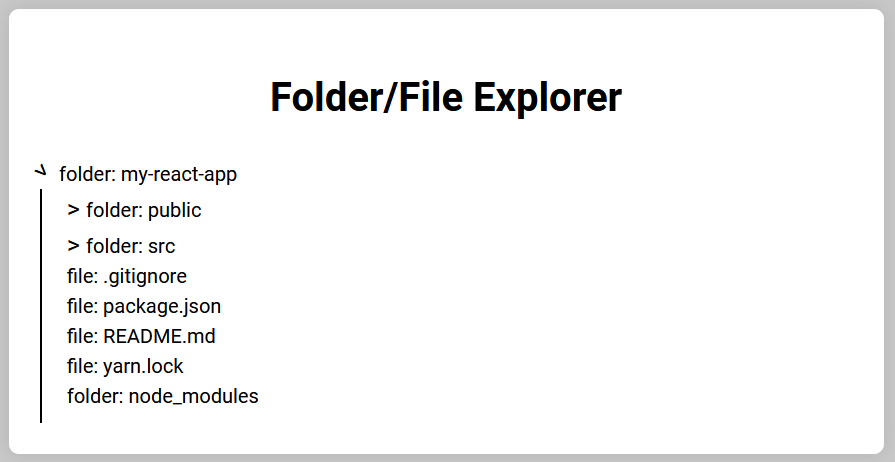 Folder/File Explorer
> folder: my-react-app
> folder: public
> folder: src
file: .gitignore
file: package.json
file: README.md
file: yarn.lock
folder: node_modules